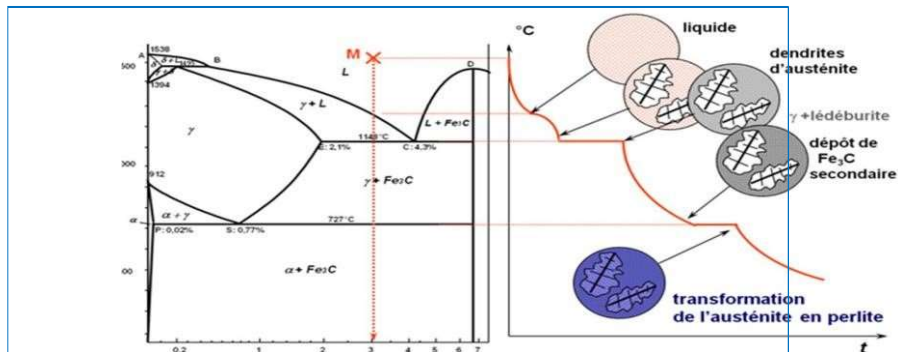 °C
liquide
dendrites
d'austénite
γ +lédéburite
dépôt de
Fe₃C
secondaire
transformation
de l'austénite en perlite
t
A
1538
B
M
L
D
δ
1394
γ + L
L + Fe₃C
1148°C
E: 2,1%
C: 4,3%
γ
γ + Fe₃C
912
α + γ
α
727°C
P: 0,02%
S: 0,77%
α + Fe₃C
0.2
1
2
3
4
5
6
7